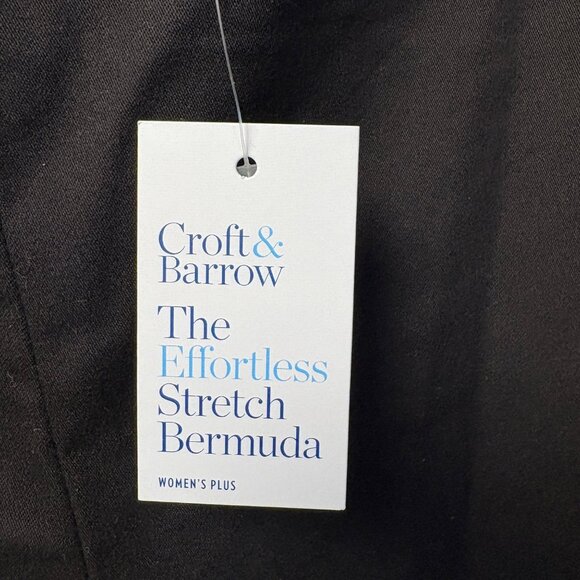 Croft&
Barrow
The
Effortless
Stretch
Bermuda
WOMEN'S PLUS